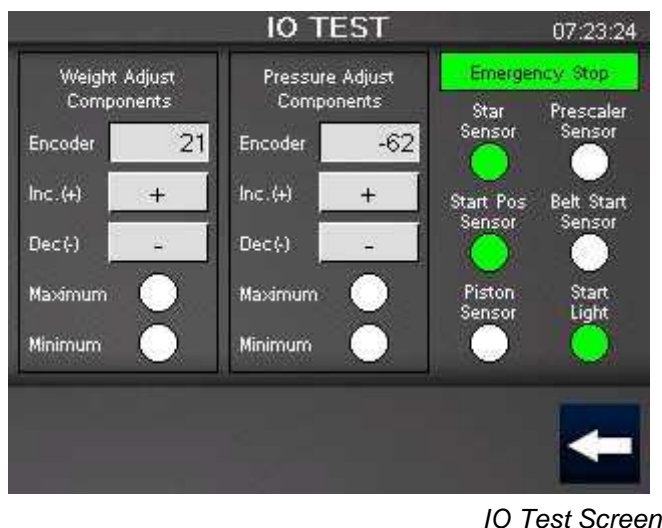 IO TEST
07:23:24
Weight Adjust
Components
Encoder 21
Inc.(+) +
Dec(-) -
Maximum
Minimum
Pressure Adjust
Components
Encoder -62
Inc.(+) +
Dec(-) -
Maximum
Minimum
Emergency Stop
Star
Sensor
Prescaler
Sensor
Start Pos
Sensor
Belt Start
Sensor
Piston
Sensor
Start
Light
IO Test Screen